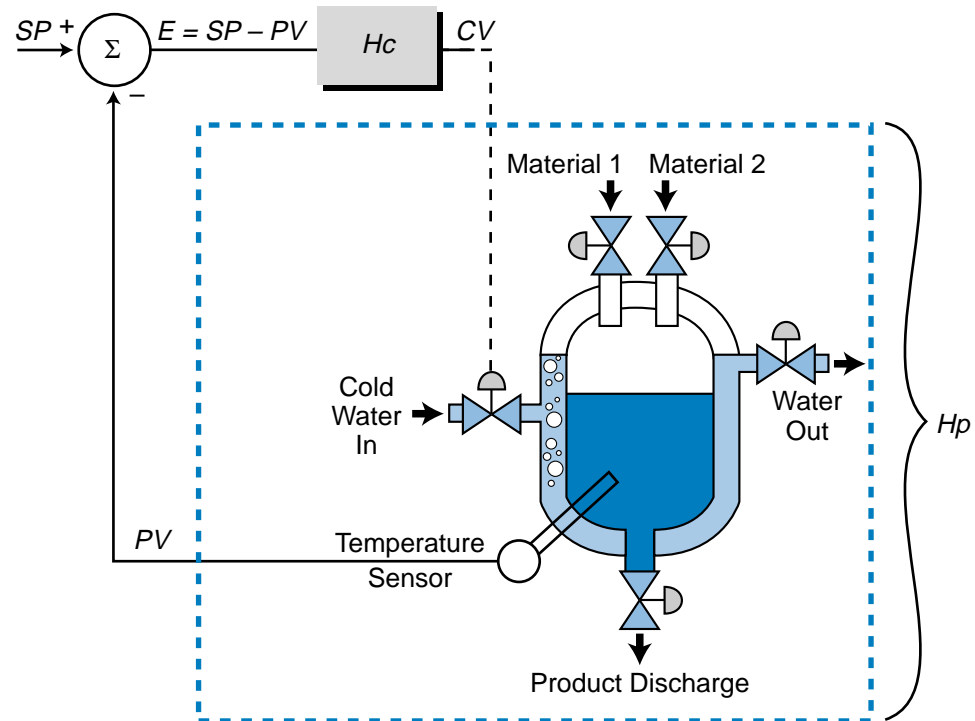 SP + E = SP – PV Hc CV
Σ
–
Material 1 Material 2
Cold
Water
In
Water
Out
Hp
PV
Temperature
Sensor
Product Discharge